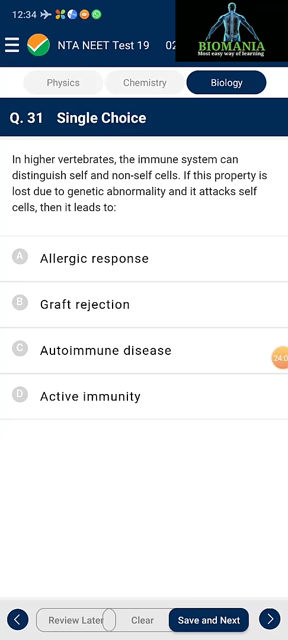 12:34
BIOMANIA
Most easy way of learning
NTA NEET Test 19 02
Physics Chemistry Biology
Q. 31 Single Choice
In higher vertebrates, the immune system can
distinguish self and non-self cells. If this property is
lost due to genetic abnormality and it attacks self
cells, then it leads to:
A Allergic response
B Graft rejection
C Autoimmune disease
D Active immunity
24:0
Review Later Clear Save and Next